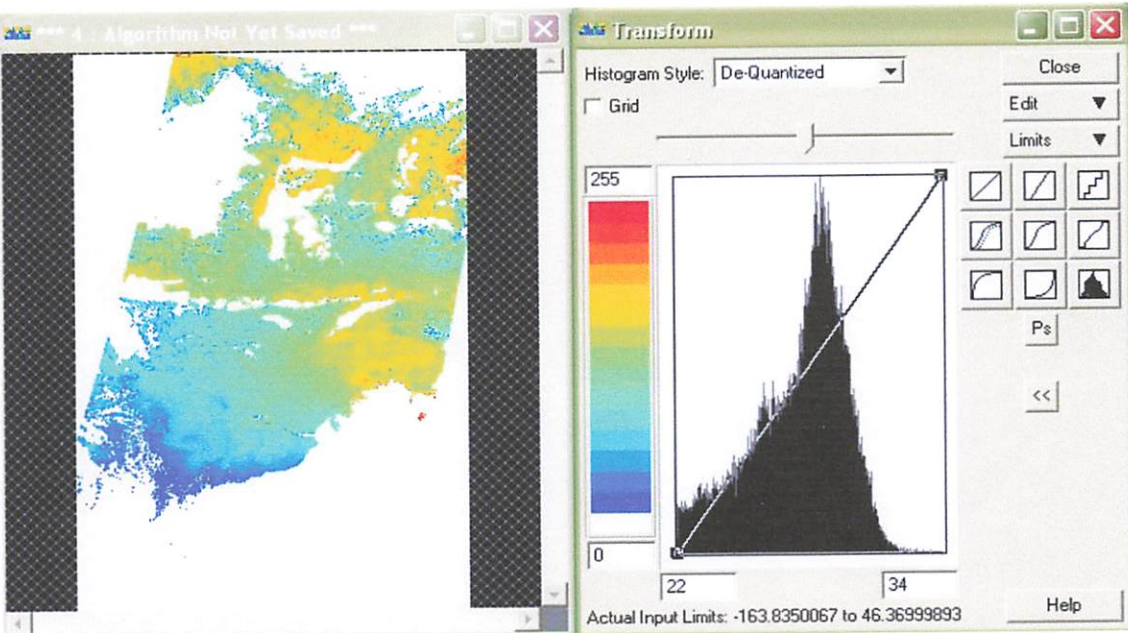 *** 4 : Algorithm Not Yet Saved ***
Transform
Histogram Style: De-Quantized
Close
Grid
Edit
Limits
255
Ps
<<
0
22 34
Actual Input Limits: -163.8350067 to 46.36999893
Help